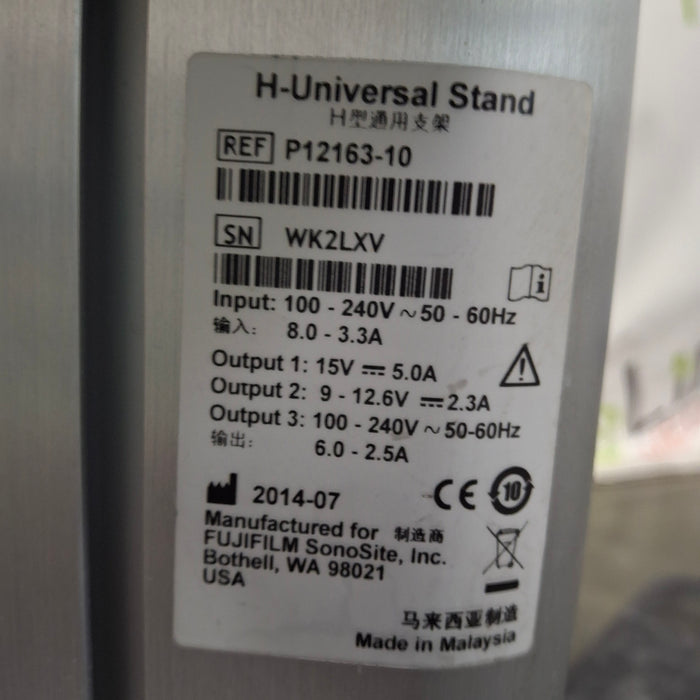 H-Universal Stand
H型通用支架
REF P12163-10
SN WK2LXV
Input: 100 - 240V ~ 50 - 60Hz
输入: 8.0 - 3.3A
Output 1: 15V ⎓ 5.0A
Output 2: 9 - 12.6V ⎓ 2.3A
Output 3: 100 - 240V ~ 50-60Hz
输出: 6.0 - 2.5A
2014-07
CE 10
Manufactured for 制造商
FUJIFILM SonoSite, Inc.
Bothell, WA 98021
USA
马来西亚制造
Made in Malaysia